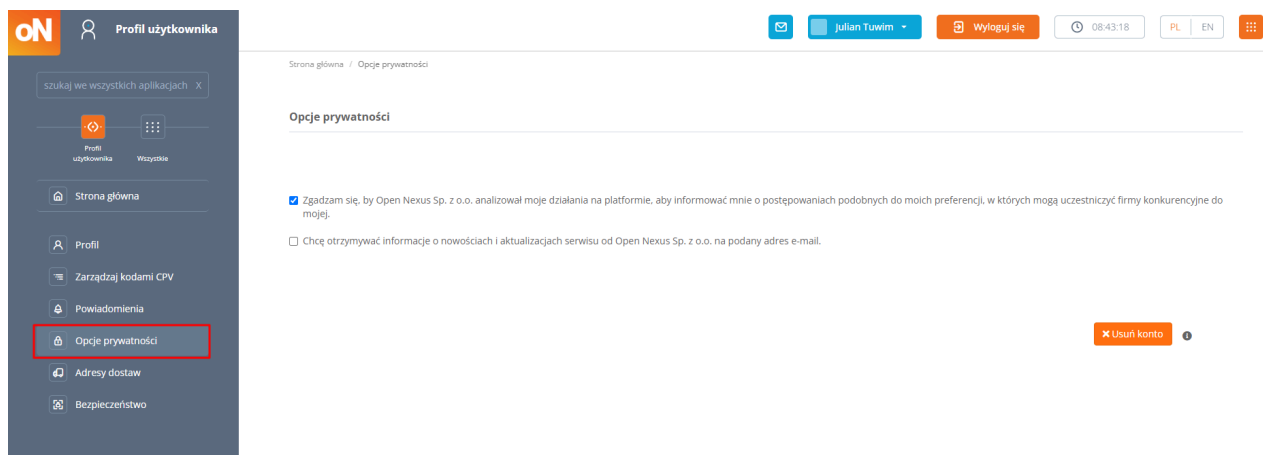 oN
Profil użytkownika
Julian Tuwim
Wyloguj się
08:43:18
PL | EN
szukaj we wszystkich aplikacjach X
Profil
użytkownika
Wszystkie
Strona główna
Profil
Zarządzaj kodami CPV
Powiadomienia
Opcje prywatności
Adresy dostaw
Bezpieczeństwo
Strona główna / Opcje prywatności
Opcje prywatności
Zgadzam się, by Open Nexus Sp. z o.o. analizował moje działania na platformie, aby informować mnie o postępowaniach podobnych do moich preferencji, w których mogą uczestniczyć firmy konkurencyjne do
mojej.
Chcę otrzymywać informacje o nowościach i aktualizacjach serwisu od Open Nexus Sp. z o.o. na podany adres e-mail.
Usuń konto